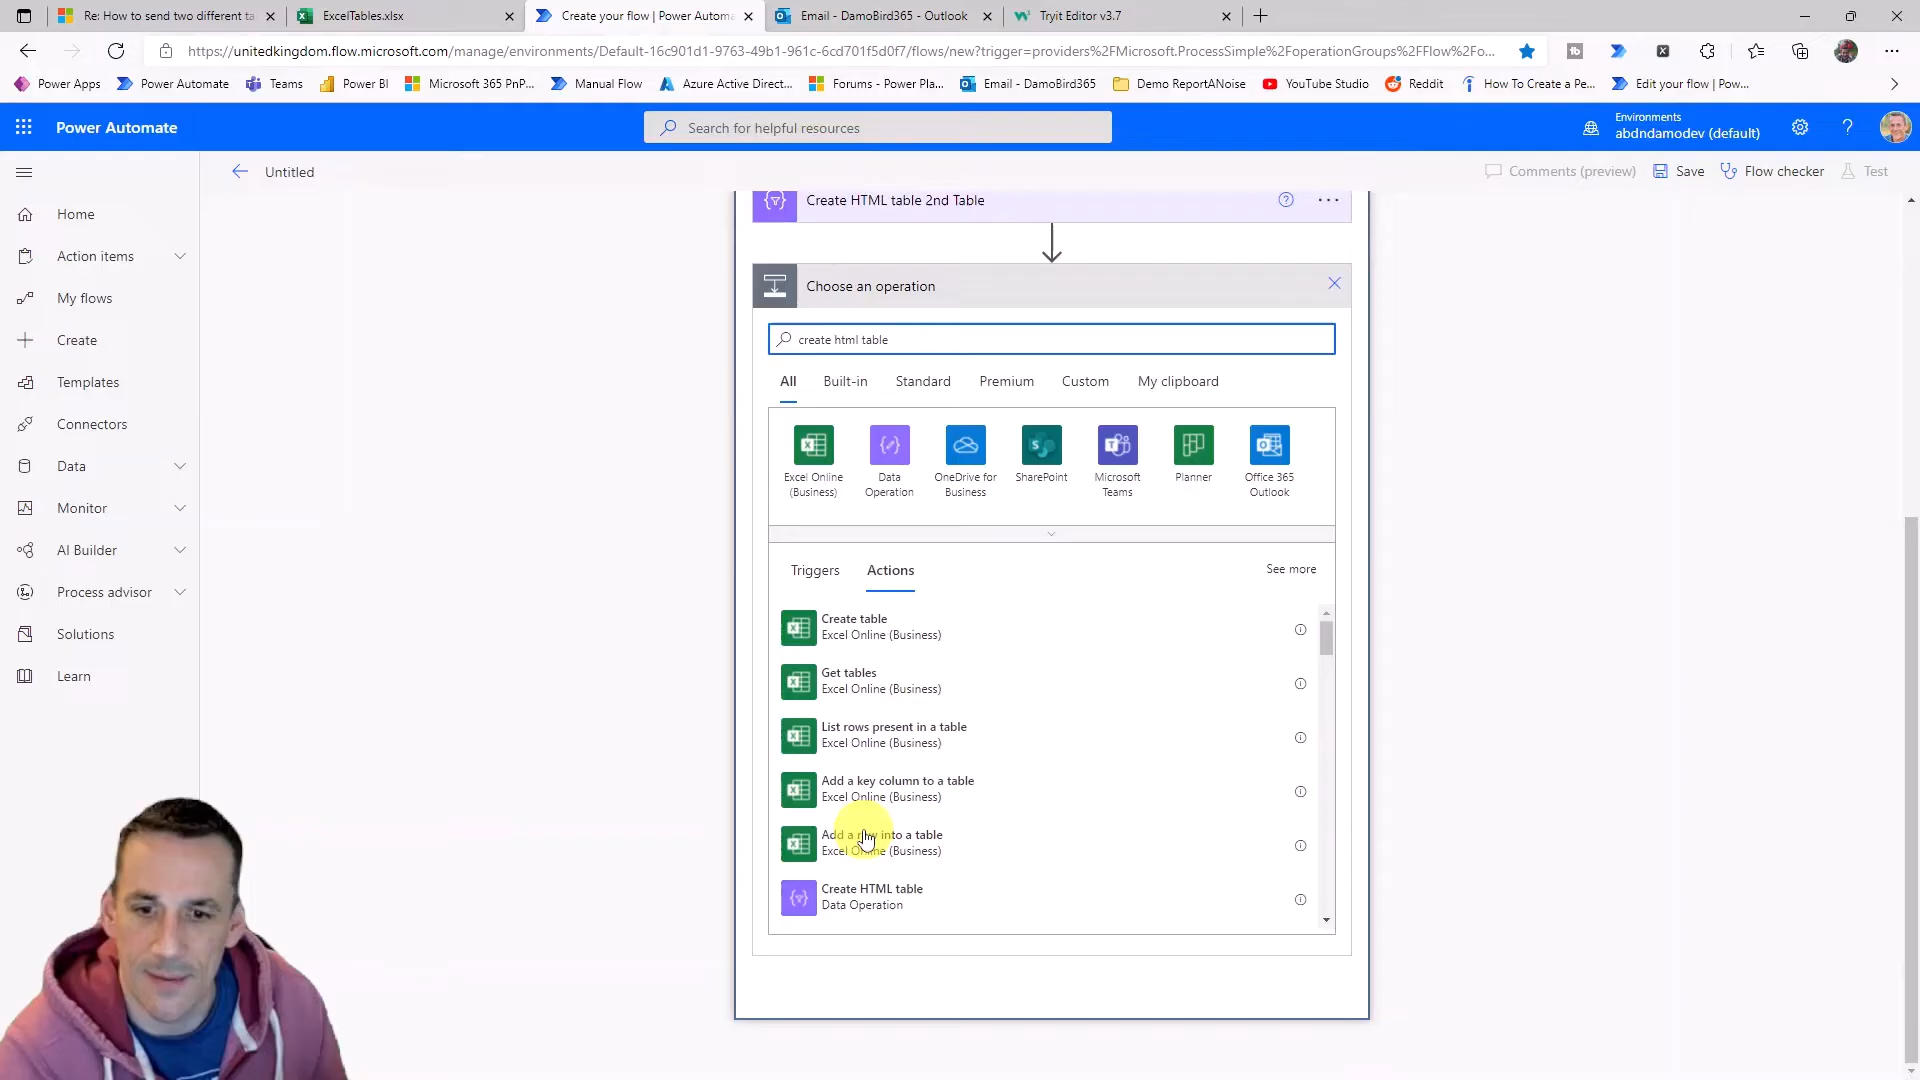 Re: How to send two different ta
ExcelTables.xlsx
Create your flow | Power Automa
Email - DamoBird365 - Outlook
Tryit Editor v3.7
https://unitedkingdom.flow.microsoft.com/manage/environments/Default-16c901d1-9763-49b1-961c-6cd701f5d0f7/flows/new?trigger=providers%2FMicrosoft.ProcessSimple%2FoperationGroups%2FFlow%2Fo...
Power Apps
Power Automate
Teams
Power BI
Microsoft 365 PnP...
Manual Flow
Azure Active Direct...
Forums - Power Pla...
Email - DamoBird365
Demo ReportANoise
YouTube Studio
Reddit
How To Create a Pe...
Edit your flow | Pow...
Power Automate
Search for helpful resources
Environments
abdndamodev (default)
Untitled
Comments (preview)
Save
Flow checker
Test
Home
Action items
My flows
Create
Templates
Connectors
Data
Monitor
AI Builder
Process advisor
Solutions
Learn
Create HTML table 2nd Table
Choose an operation
create html table
All
Built-in
Standard
Premium
Custom
My clipboard
Excel Online
(Business)
Data
Operation
OneDrive for
Business
SharePoint
Microsoft
Teams
Planner
Office 365
Outlook
Triggers
Actions
See more
Create table
Excel Online (Business)
Get tables
Excel Online (Business)
List rows present in a table
Excel Online (Business)
Add a key column to a table
Excel Online (Business)
Add a row into a table
Excel Online (Business)
Create HTML table
Data Operation